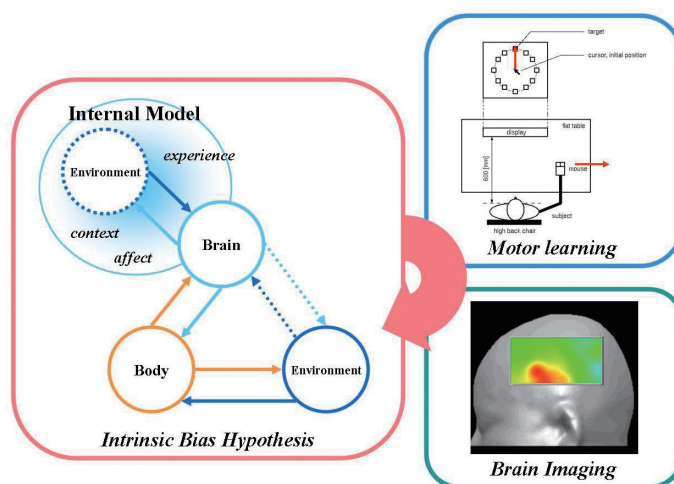 Internal Model
Environment
experience
context
affect
Brain
Body
Environment
Intrinsic Bias Hypothesis
target
cursor, initial position
display
flat table
600 [mm]
mouse
subject
high back chair
Motor learning
Brain Imaging